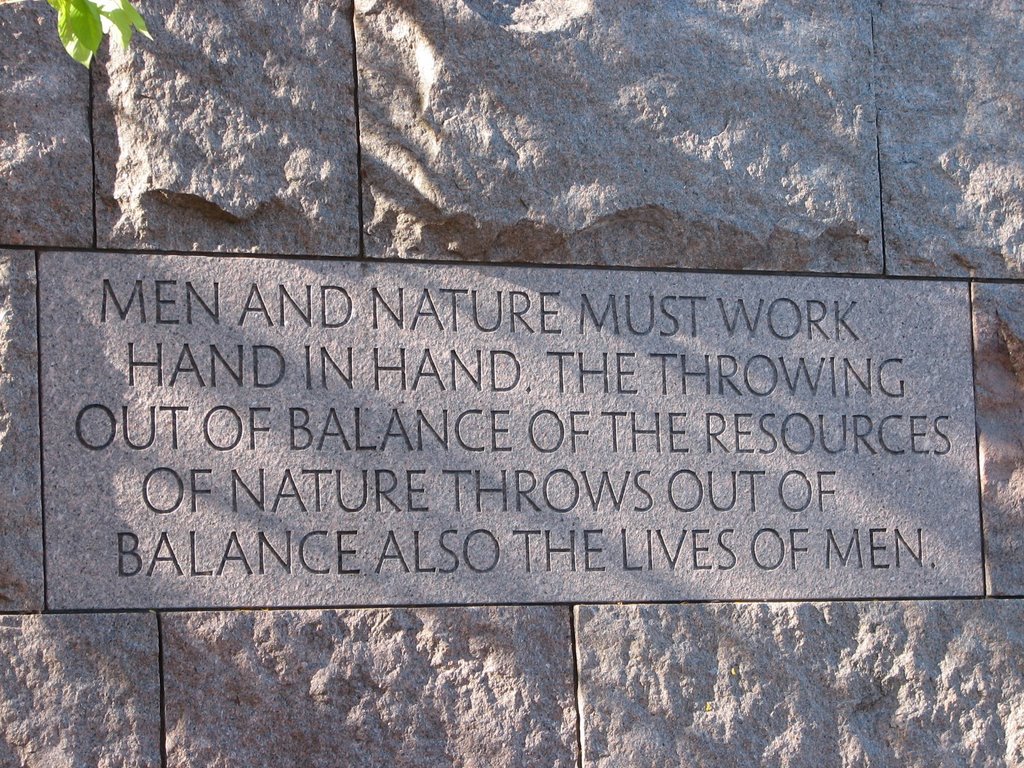 MEN AND NATURE MUST WORK
HAND IN HAND. THE THROWING
OUT OF BALANCE OF THE RESOURCES
OF NATURE THROWS OUT OF
BALANCE ALSO THE LIVES OF MEN.